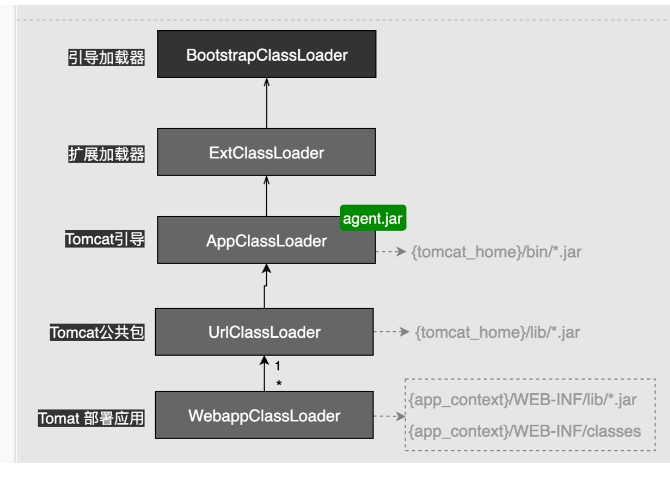 引导加载器
BootstrapClassLoader
扩展加载器
ExtClassLoader
agent.jar
Tomcat引导
AppClassLoader
{tomcat_home}/bin/*.jar
Tomcat公共包
UrlClassLoader
{tomcat_home}/lib/*.jar
1
*
Tomat 部署应用
WebappClassLoader
{app_context}/WEB-INF/lib/*.jar
{app_context}/WEB-INF/classes